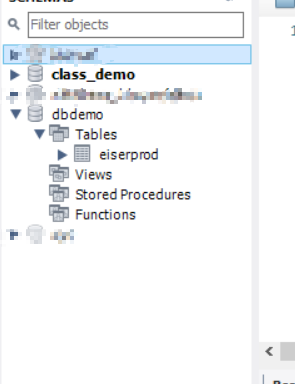 SCHEMAS
Filter objects
1
class_demo
dbdemo
Tables
eiserprod
Views
Stored Procedures
Functions